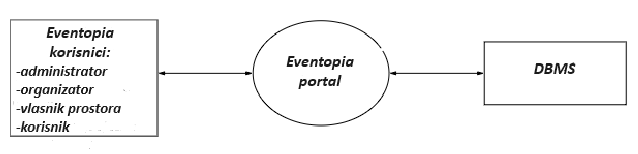 Eventopia
korisnici:
-administrator
-organizator
-vlasnik prostora
-korisnik
Eventopia
portal
DBMS